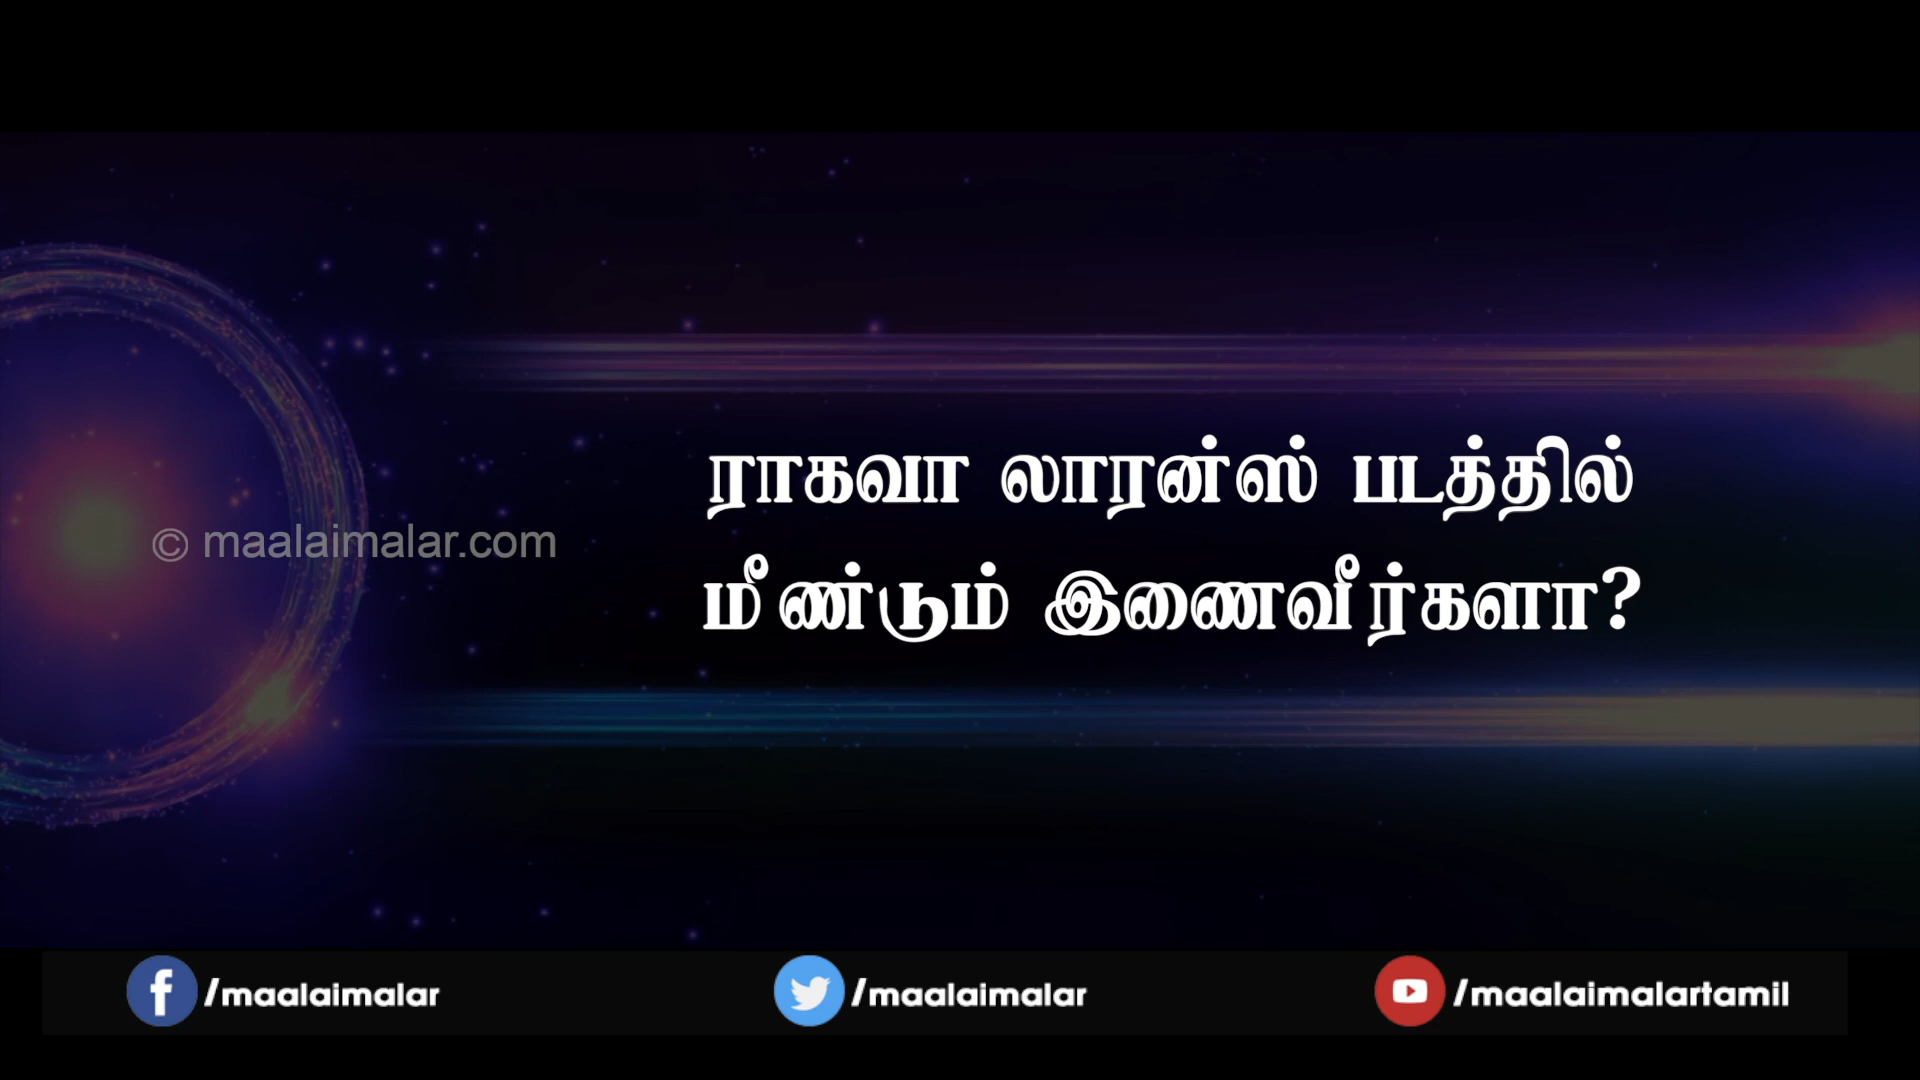 ராகவா லாரன்ஸ் படத்தில்
மீண்டும் இணைவீர்களா?
© maalaimalar.com
/maalaimalar
/maalaimalar
/maalaimalartamil